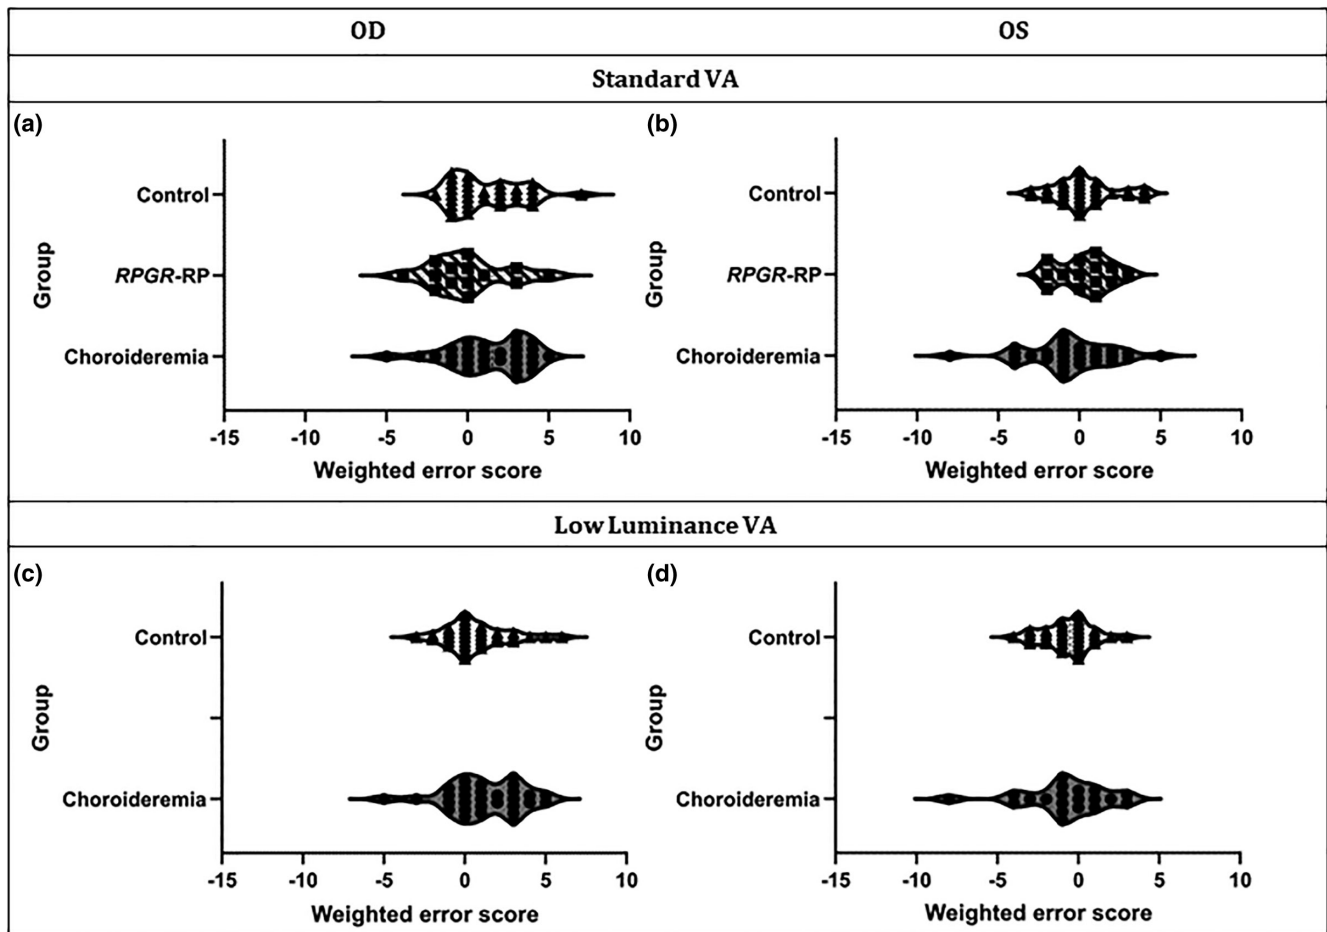 OD OS
Standard VA
(a) (b)
Control
RPGR-RP
Choroideremia
Group
-15 -10 -5 0 5 10
Weighted error score
Control
RPGR-RP
Choroideremia
Group
-15 -10 -5 0 5 10
Weighted error score
Low Luminance VA
(c) (d)
Control
Choroideremia
Group
-15 -10 -5 0 5 10
Weighted error score
Control
Choroideremia
Group
-15 -10 -5 0 5 10
Weighted error score